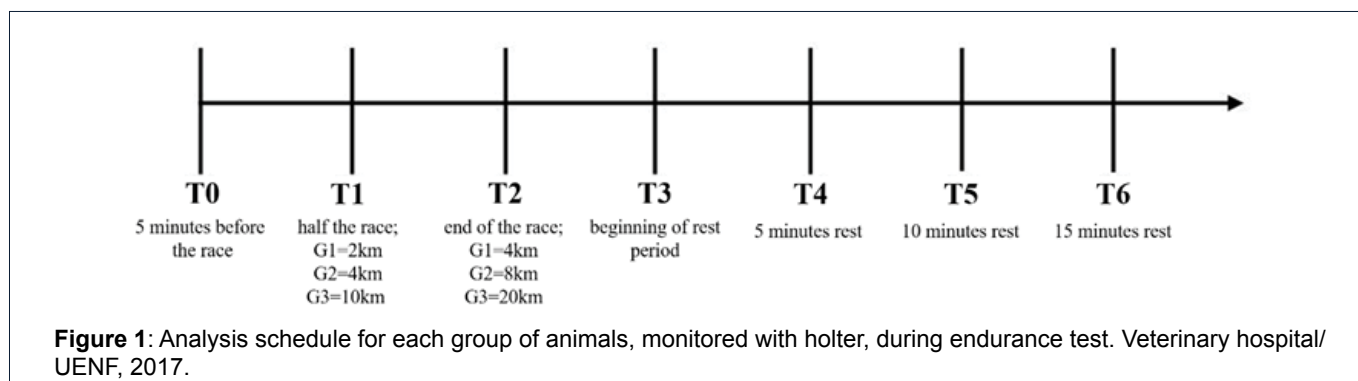 T0
5 minutes before
the race
T1
half the race;
G1=2km
G2=4km
G3=10km
T2
end of the race;
G1=4km
G2=8km
G3=20km
T3
beginning of rest
period
T4
5 minutes rest
T5
10 minutes rest
T6
15 minutes rest
Figure 1: Analysis schedule for each group of animals, monitored with holter, during endurance test. Veterinary hospital/
UENF, 2017.